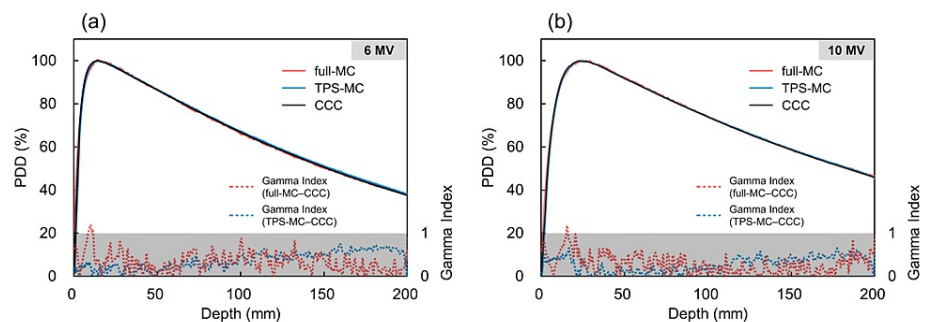 (a)
6 MV
100
80
60
40
20
0
PDD (%)
full-MC
TPS-MC
CCC
Gamma Index
(full-MC–CCC)
Gamma Index
(TPS-MC–CCC)
1
0
Gamma Index
0
50
100
150
200
Depth (mm)
(b)
10 MV
100
80
60
40
20
0
PDD (%)
full-MC
TPS-MC
CCC
Gamma Index
(full-MC–CCC)
Gamma Index
(TPS-MC–CCC)
1
0
Gamma Index
0
50
100
150
200
Depth (mm)